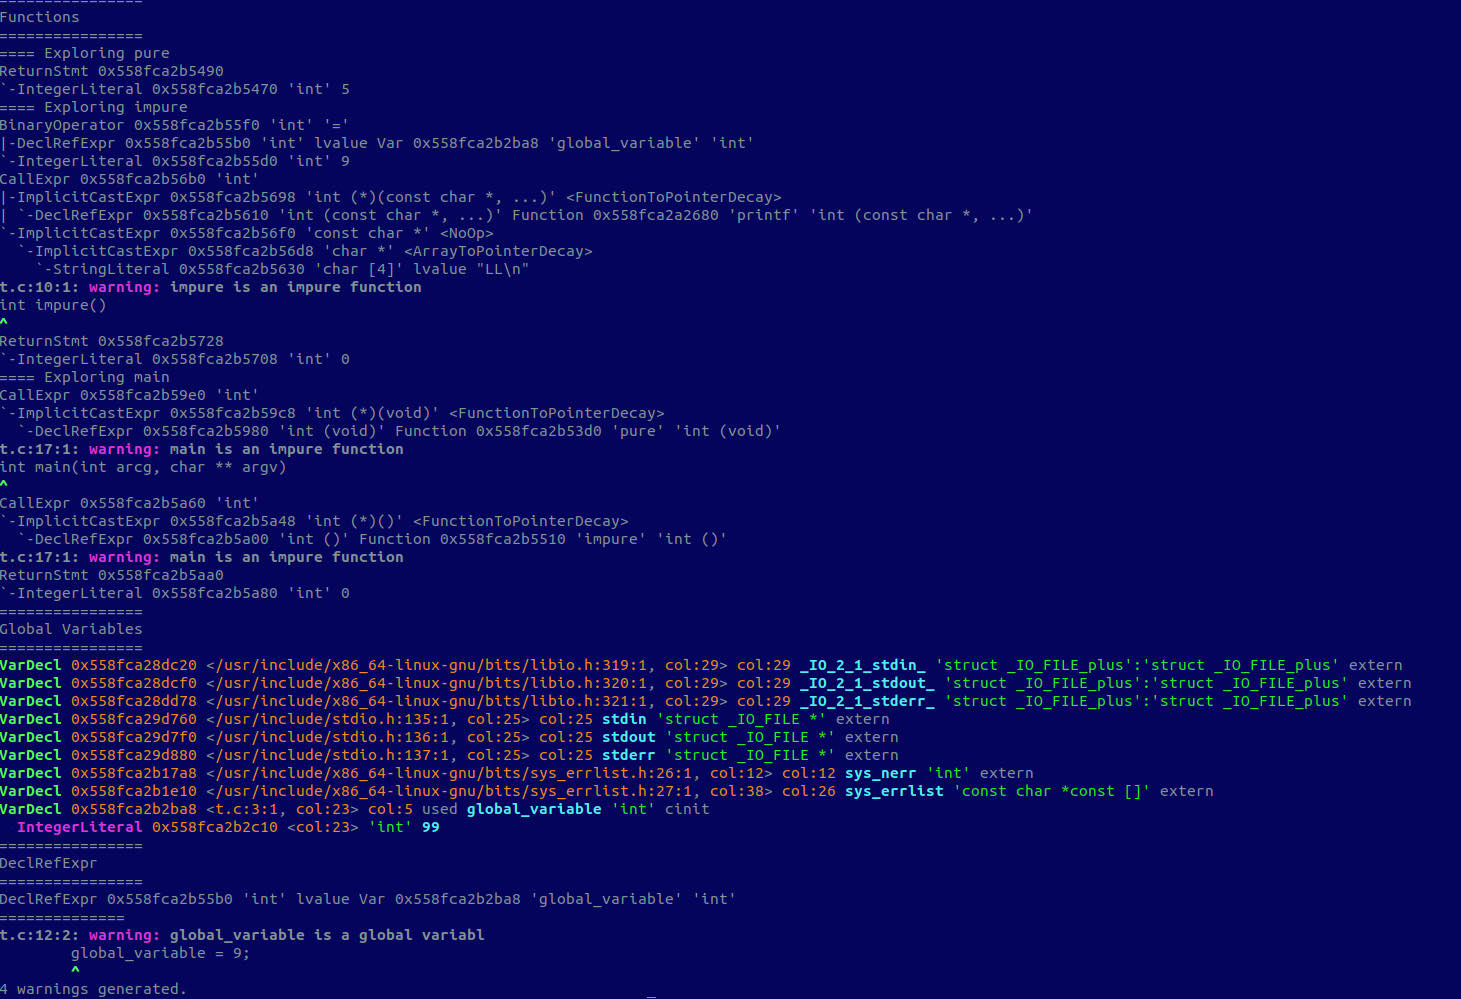 ================
Functions
================
==== Exploring pure
ReturnStmt 0x558fca2b5490
`-IntegerLiteral 0x558fca2b5470 'int' 5
==== Exploring impure
BinaryOperator 0x558fca2b55f0 'int' '='
|-DeclRefExpr 0x558fca2b55b0 'int' lvalue Var 0x558fca2b2ba8 'global_variable' 'int'
`-IntegerLiteral 0x558fca2b55d0 'int' 9
CallExpr 0x558fca2b56b0 'int'
|-ImplicitCastExpr 0x558fca2b5698 'int (*)(const char *, ...)' <FunctionToPointerDecay>
| `-DeclRefExpr 0x558fca2b5610 'int (const char *, ...)' Function 0x558fca2a2680 'printf' 'int (const char *, ...)'
`-ImplicitCastExpr 0x558fca2b56f0 'const char *' <NoOp>
  `-ImplicitCastExpr 0x558fca2b56d8 'char *' <ArrayToPointerDecay>
    `-StringLiteral 0x558fca2b5630 'char [4]' lvalue "LL\n"
t.c:10:1: warning: impure is an impure function
int impure()
^
ReturnStmt 0x558fca2b5728
`-IntegerLiteral 0x558fca2b5708 'int' 0
==== Exploring main
CallExpr 0x558fca2b59e0 'int'
`-ImplicitCastExpr 0x558fca2b59c8 'int (*)(void)' <FunctionToPointerDecay>
  `-DeclRefExpr 0x558fca2b5980 'int (void)' Function 0x558fca2b53d0 'pure' 'int (void)'
t.c:17:1: warning: main is an impure function
int main(int arcg, char ** argv)
^
CallExpr 0x558fca2b5a60 'int'
`-ImplicitCastExpr 0x558fca2b5a48 'int (*)()' <FunctionToPointerDecay>
  `-DeclRefExpr 0x558fca2b5a00 'int ()' Function 0x558fca2b5510 'impure' 'int ()'
t.c:17:1: warning: main is an impure function
ReturnStmt 0x558fca2b5aa0
`-IntegerLiteral 0x558fca2b5a80 'int' 0
================
Global Variables
================
VarDecl 0x558fca28dc20 </usr/include/x86_64-linux-gnu/bits/libio.h:319:1, col:29> col:29 _IO_2_1_stdin_ 'struct _IO_FILE_plus':'struct _IO_FILE_plus' extern
VarDecl 0x558fca28dcf0 </usr/include/x86_64-linux-gnu/bits/libio.h:320:1, col:29> col:29 _IO_2_1_stdout_ 'struct _IO_FILE_plus':'struct _IO_FILE_plus' extern
VarDecl 0x558fca28dd78 </usr/include/x86_64-linux-gnu/bits/libio.h:321:1, col:29> col:29 _IO_2_1_stderr_ 'struct _IO_FILE_plus':'struct _IO_FILE_plus' extern
VarDecl 0x558fca29d760 </usr/include/stdio.h:135:1, col:25> col:25 stdin 'struct _IO_FILE *' extern
VarDecl 0x558fca29d7f0 </usr/include/stdio.h:136:1, col:25> col:25 stdout 'struct _IO_FILE *' extern
VarDecl 0x558fca29d880 </usr/include/stdio.h:137:1, col:25> col:25 stderr 'struct _IO_FILE *' extern
VarDecl 0x558fca2b17a8 </usr/include/x86_64-linux-gnu/bits/sys_errlist.h:26:1, col:12> col:12 sys_nerr 'int' extern
VarDecl 0x558fca2b1e10 </usr/include/x86_64-linux-gnu/bits/sys_errlist.h:27:1, col:38> col:26 sys_errlist 'const char *const []' extern
VarDecl 0x558fca2b2ba8 <t.c:3:1, col:23> col:5 used global_variable 'int' cinit
  IntegerLiteral 0x558fca2b2c10 <col:23> 'int' 99
================
DeclRefExpr
================
DeclRefExpr 0x558fca2b55b0 'int' lvalue Var 0x558fca2b2ba8 'global_variable' 'int'
==============
t.c:12:2: warning: global_variable is a global variabl
        global_variable = 9;
        ^
4 warnings generated.